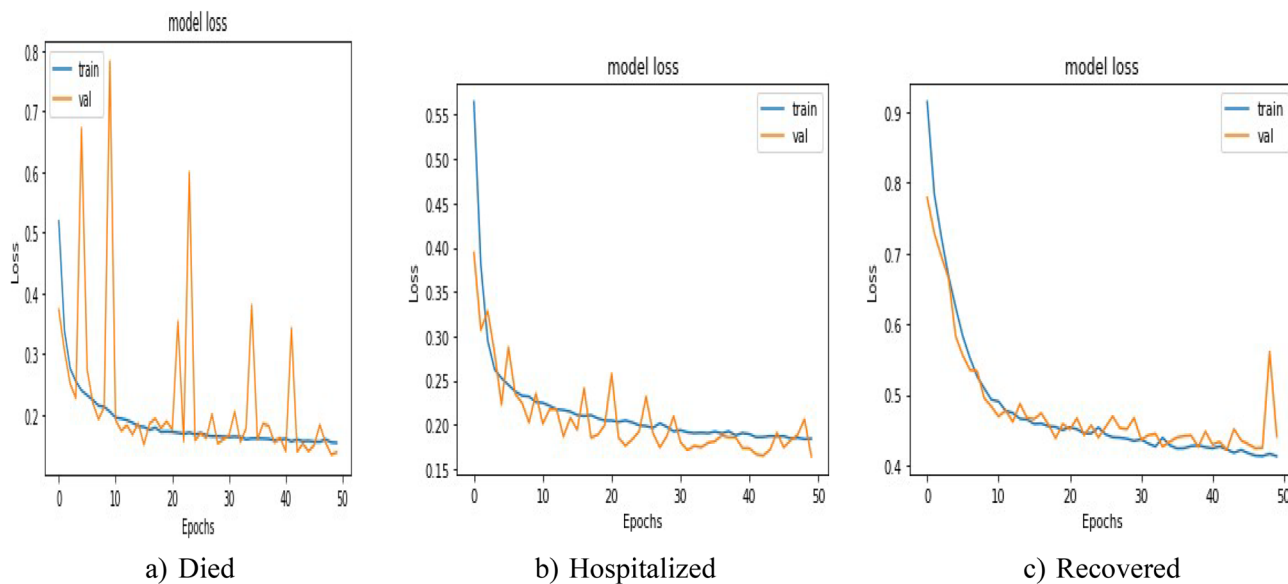 model loss
train
val
0.8
0.7
0.6
0.5
0.4
0.3
0.2
Loss
0 10 20 30 40 50
Epochs
a) Died
model loss
train
val
0.55
0.50
0.45
0.40
0.35
0.30
0.25
0.20
0.15
Loss
0 10 20 30 40 50
Epochs
b) Hospitalized
model loss
train
val
0.9
0.8
0.7
0.6
0.5
0.4
Loss
0 10 20 30 40 50
Epochs
c) Recovered